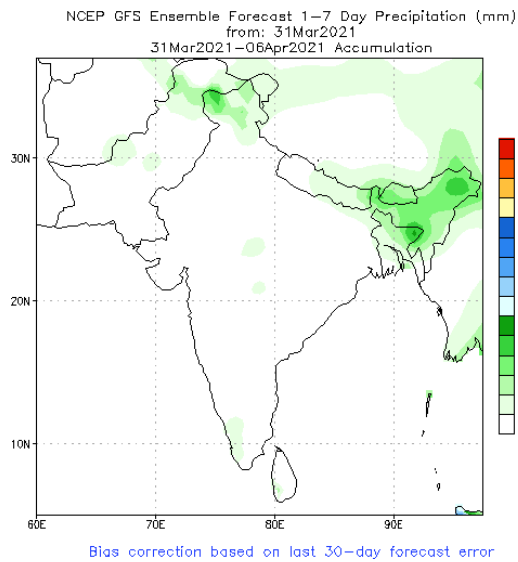 NCEP GFS Ensemble Forecast 1-7 Day Precipitation (mm)
from: 31Mar2021
31Mar2021-06Apr2021 Accumulation
30N
20N
10N
60E 70E 80E 90E
Bias correction based on last 30-day forecast error